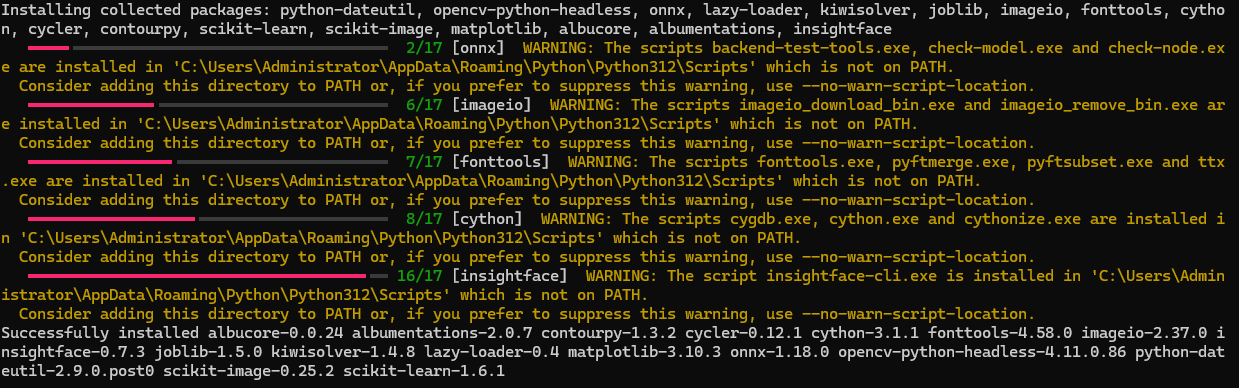 Installing collected packages: python-dateutil, opencv-python-headless, onnx, lazy-loader, kiwisolver, joblib, imageio, fonttools, cytho
n, cycler, contourpy, scikit-learn, scikit-image, matplotlib, albucore, albumentations, insightface
2/17 [onnx]  WARNING: The scripts backend-test-tools.exe, check-model.exe and check-node.ex
e are installed in 'C:\Users\Administrator\AppData\Roaming\Python\Python312\Scripts' which is not on PATH.
Consider adding this directory to PATH or, if you prefer to suppress this warning, use --no-warn-script-location.
6/17 [imageio]  WARNING: The scripts imageio_download_bin.exe and imageio_remove_bin.exe ar
e installed in 'C:\Users\Administrator\AppData\Roaming\Python\Python312\Scripts' which is not on PATH.
Consider adding this directory to PATH or, if you prefer to suppress this warning, use --no-warn-script-location.
7/17 [fonttools]  WARNING: The scripts fonttools.exe, pyftmerge.exe, pyftsubset.exe and ttx
.exe are installed in 'C:\Users\Administrator\AppData\Roaming\Python\Python312\Scripts' which is not on PATH.
Consider adding this directory to PATH or, if you prefer to suppress this warning, use --no-warn-script-location.
8/17 [cython]  WARNING: The scripts cygdb.exe, cython.exe and cythonize.exe are installed i
n 'C:\Users\Administrator\AppData\Roaming\Python\Python312\Scripts' which is not on PATH.
Consider adding this directory to PATH or, if you prefer to suppress this warning, use --no-warn-script-location.
16/17 [insightface]  WARNING: The script insightface-cli.exe is installed in 'C:\Users\Admin
istrator\AppData\Roaming\Python\Python312\Scripts' which is not on PATH.
Consider adding this directory to PATH or, if you prefer to suppress this warning, use --no-warn-script-location.
Successfully installed albucore-0.0.24 albumentations-2.0.7 contourpy-1.3.2 cycler-0.12.1 cython-3.1.1 fonttools-4.58.0 imageio-2.37.0 i
nsightface-0.7.3 joblib-1.5.0 kiwisolver-1.4.8 lazy-loader-0.4 matplotlib-3.10.3 onnx-1.18.0 opencv-python-headless-4.11.0.86 python-dat
eutil-2.9.0.post0 scikit-image-0.25.2 scikit-learn-1.6.1